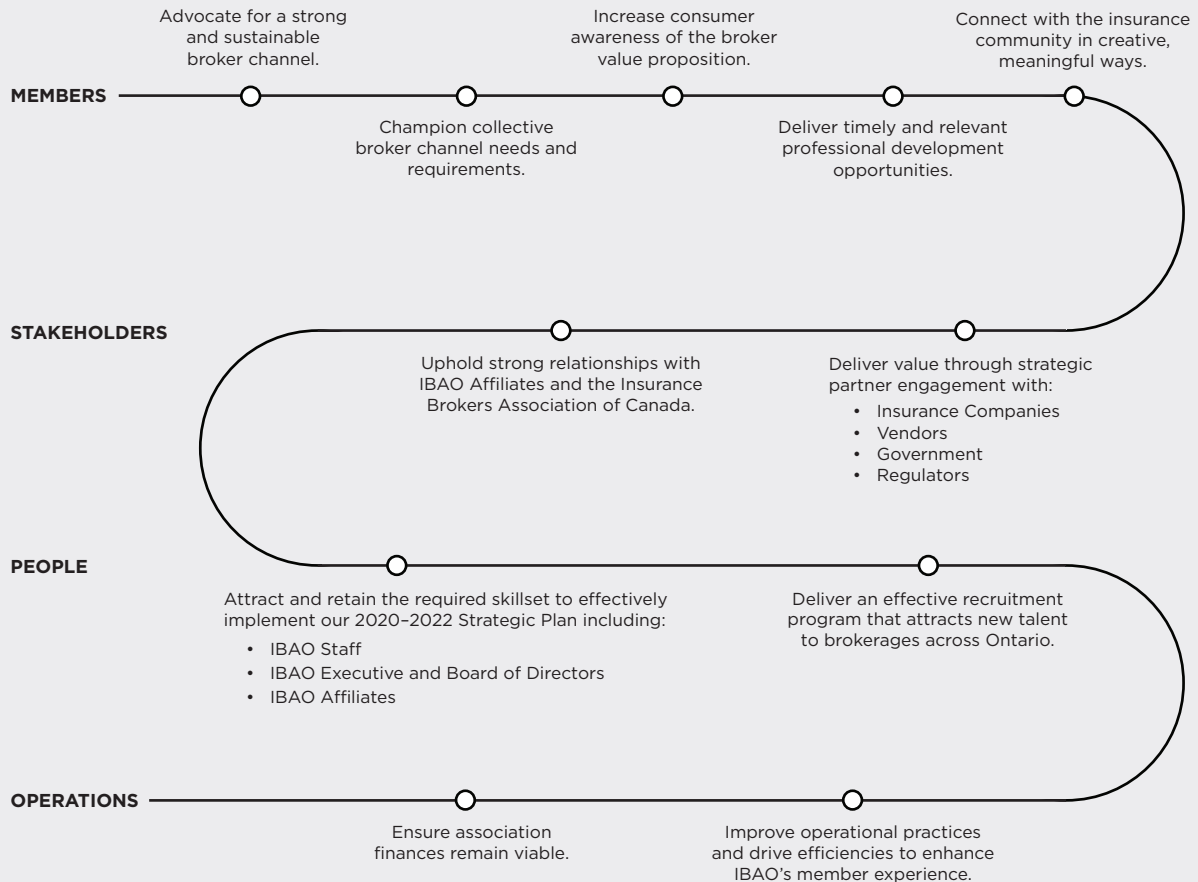 MEMBERS
Advocate for a strong
and sustainable
broker channel.
Champion collective
broker channel needs and
requirements.
Increase consumer
awareness of the broker
value proposition.
Deliver timely and relevant
professional development
opportunities.
Connect with the insurance
community in creative,
meaningful ways.
STAKEHOLDERS
Uphold strong relationships with
IBAO Affiliates and the Insurance
Brokers Association of Canada.
Deliver value through strategic
partner engagement with:
• Insurance Companies
• Vendors
• Government
• Regulators
PEOPLE
Attract and retain the required skillset to effectively
implement our 2020–2022 Strategic Plan including:
• IBAO Staff
• IBAO Executive and Board of Directors
• IBAO Affiliates
Deliver an effective recruitment
program that attracts new talent
to brokerages across Ontario.
OPERATIONS
Ensure association
finances remain viable.
Improve operational practices
and drive efficiencies to enhance
IBAO's member experience.